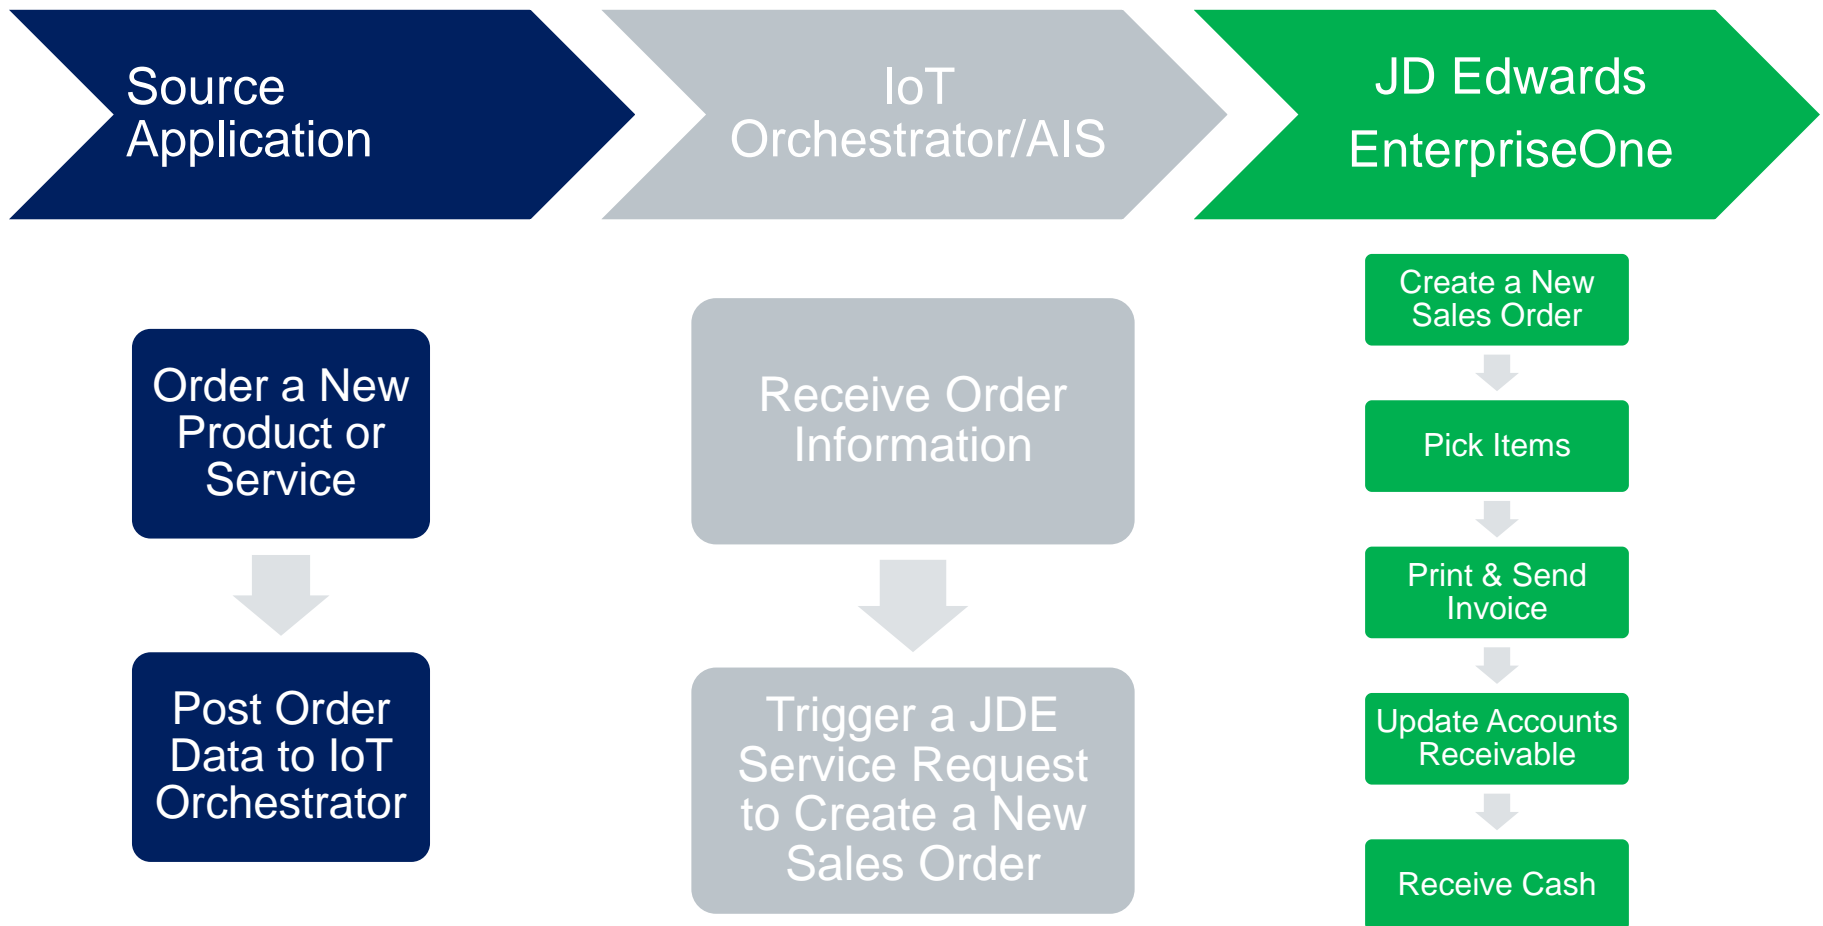 Source
Application
IoT
Orchestrator/AIS
JD Edwards
EnterpriseOne
Order a New
Product or
Service
Post Order
Data to IoT
Orchestrator
Receive Order
Information
Trigger a JDE
Service Request
to Create a New
Sales Order
Create a New
Sales Order
Pick Items
Print & Send
Invoice
Update Accounts
Receivable
Receive Cash